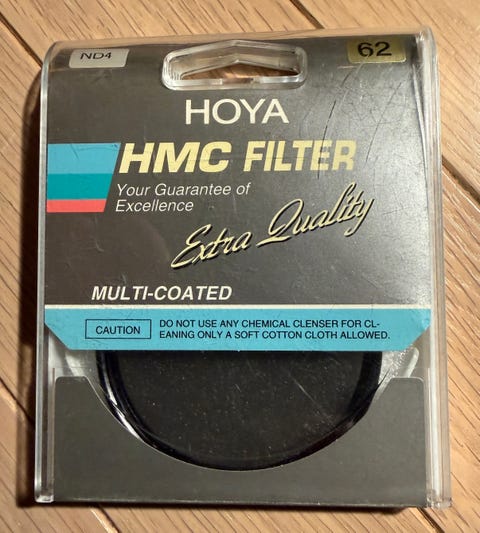 ND4
62
HOYA
HMC FILTER
Your Guarantee of
Excellence
Extra Quality
MULTI-COATED
CAUTION
DO NOT USE ANY CHEMICAL CLENSER FOR CL-
EANING ONLY A SOFT COTTON CLOTH ALLOWED.